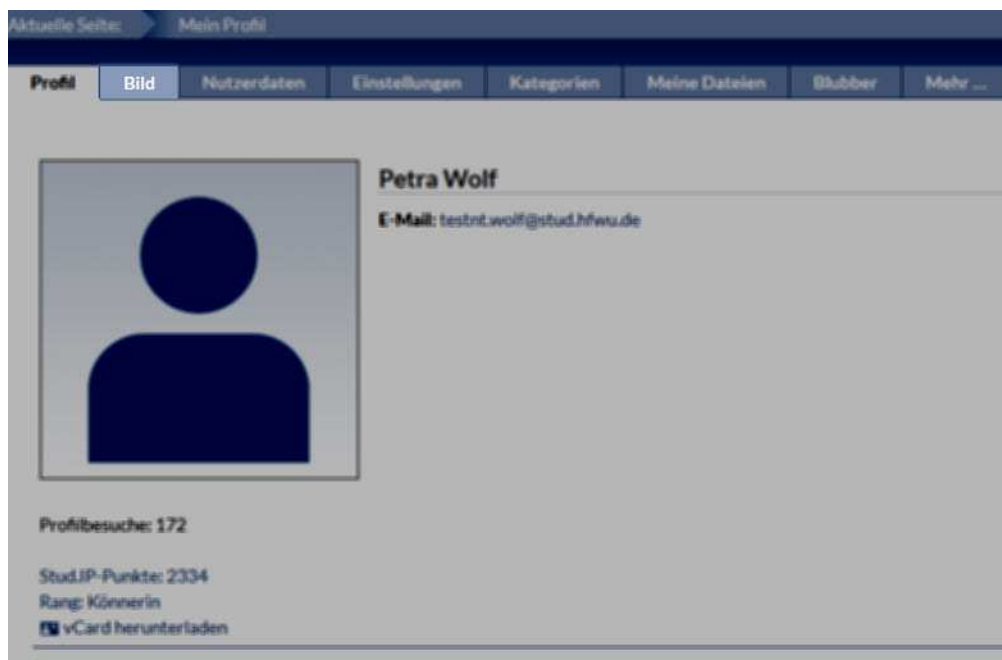 Aktuelle Seite: Mein Profil
Profil Bild Nutzerdaten Einstellungen Kategorien Meine Dateien Blubber Mehr ...
Petra Wolf
E-Mail: testnt.wolf@stud.hfwu.de
Profilbesuche: 172
Stud.IP-Punkte: 2334
Rang: Könnerin
vCard herunterladen